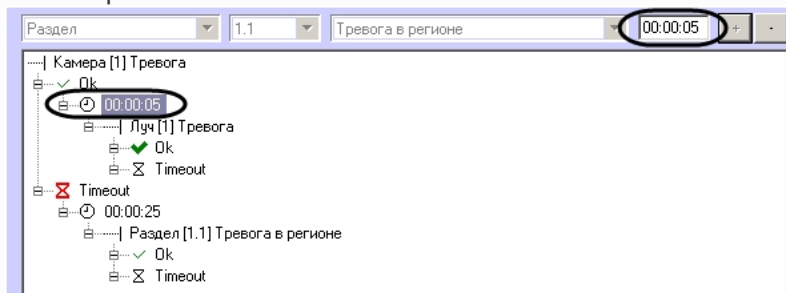 Раздел 1.1 Тревога в регионе 00:00:05 + -
Камера [1] Тревога
Ok
00:00:05
Луч [1] Тревога
Ok
Timeout
Timeout
00:00:25
Раздел [1.1] Тревога в регионе
Ok
Timeout